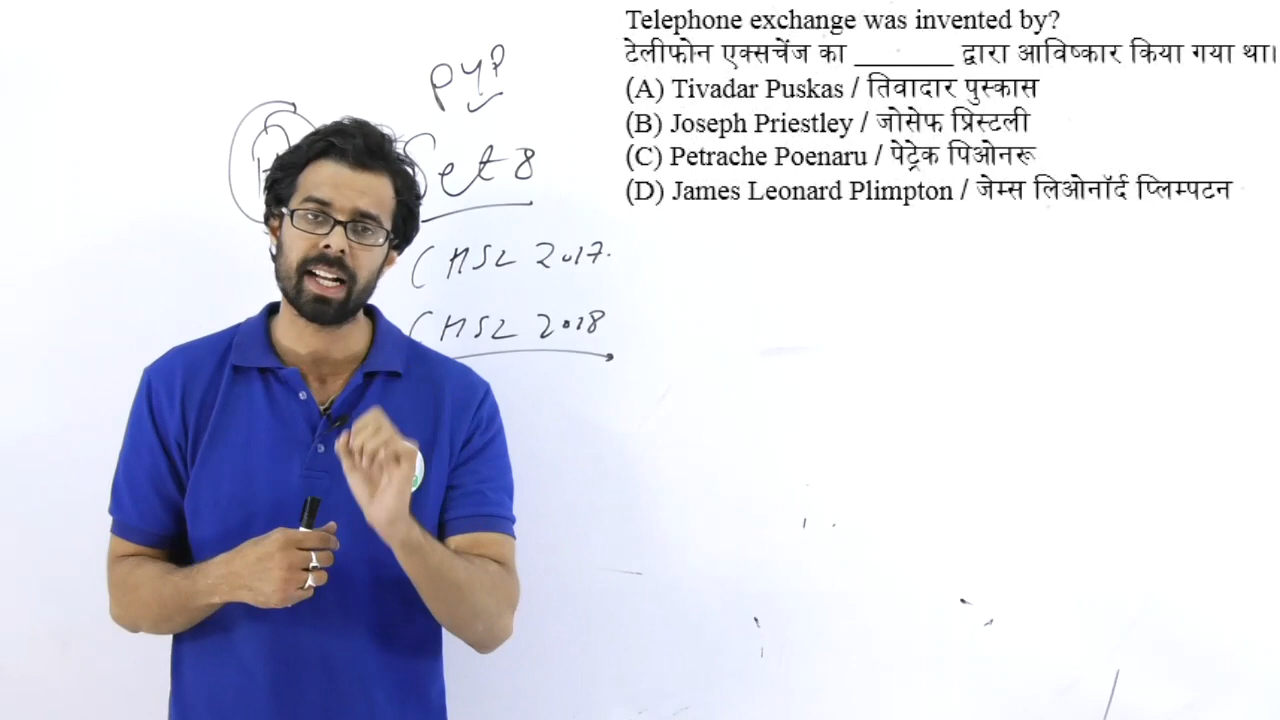 Telephone exchange was invented by?
टेलीफोन एक्सचेंज का _______ द्वारा आविष्कार किया गया था।
(A) Tivadar Puskas / तिवादार पुस्कास
(B) Joseph Priestley / जोसेफ प्रिस्टली
(C) Petrache Poenaru / पेट्रेक पिओनरू
(D) James Leonard Plimpton / जेम्स लिओनॉर्द प्लिम्पटन
PYP
Set 8
CHSL 2017.
CHSL 2018